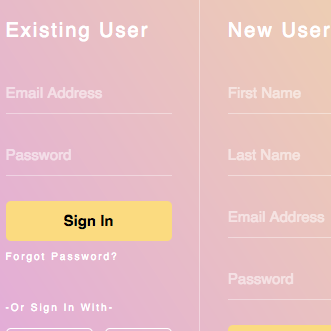 Existing User
Email Address
Password
Sign In
Forgot Password?
-Or Sign In With-
New User
First Name
Last Name
Email Address
Password